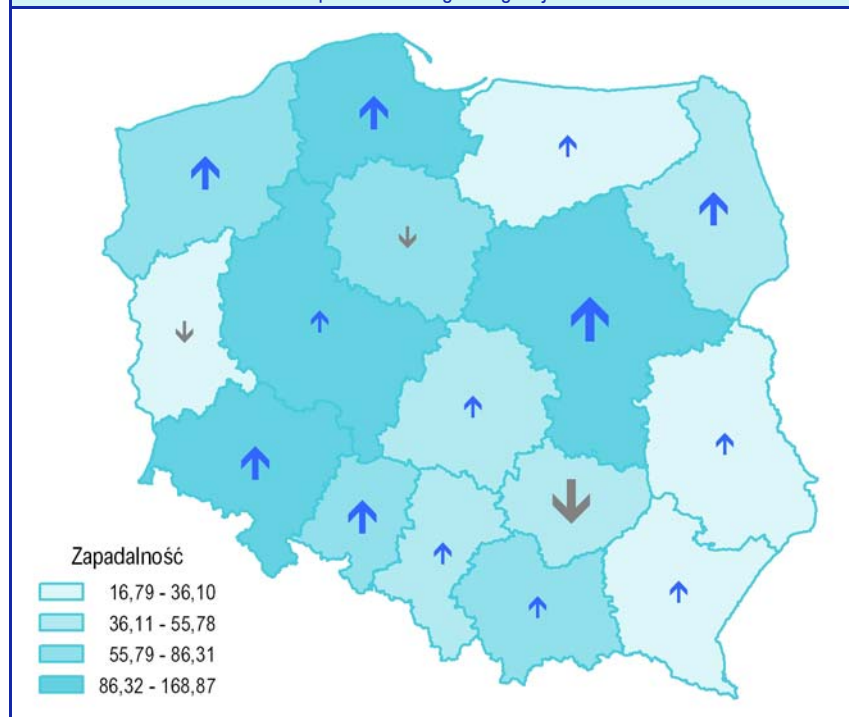 Zapadalność
16,79 - 36,10
36,11 - 55,78
55,79 - 86,31
86,32 - 168,87